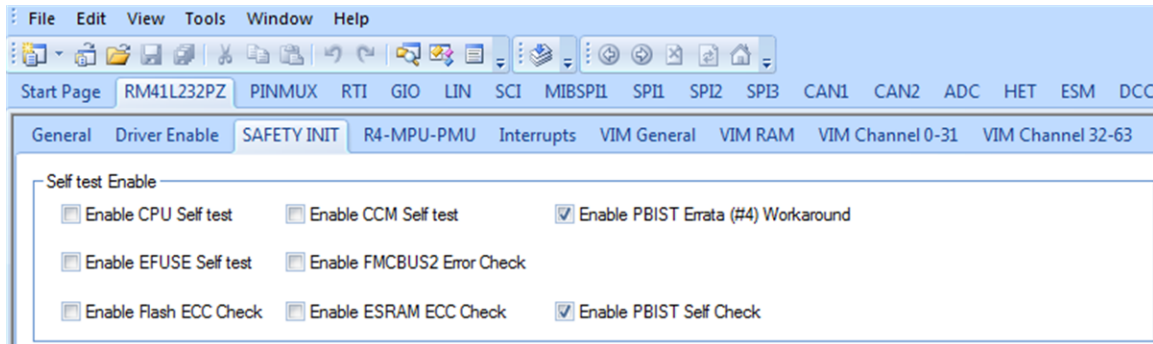 File Edit View Tools Window Help
Start Page RM41L232PZ PINMUX RTI GIO LIN SCI MIBSPI1 SPI1 SPI2 SPI3 CAN1 CAN2 ADC HET ESM DCC
General Driver Enable SAFETY INIT R4-MPU-PMU Interrupts VIM General VIM RAM VIM Channel 0-31 VIM Channel 32-63
Self test Enable
Enable CPU Self test Enable CCM Self test Enable PBIST Errata (#4) Workaround
Enable EFUSE Self test Enable FMCBUS2 Error Check
Enable Flash ECC Check Enable ESRAM ECC Check Enable PBIST Self Check